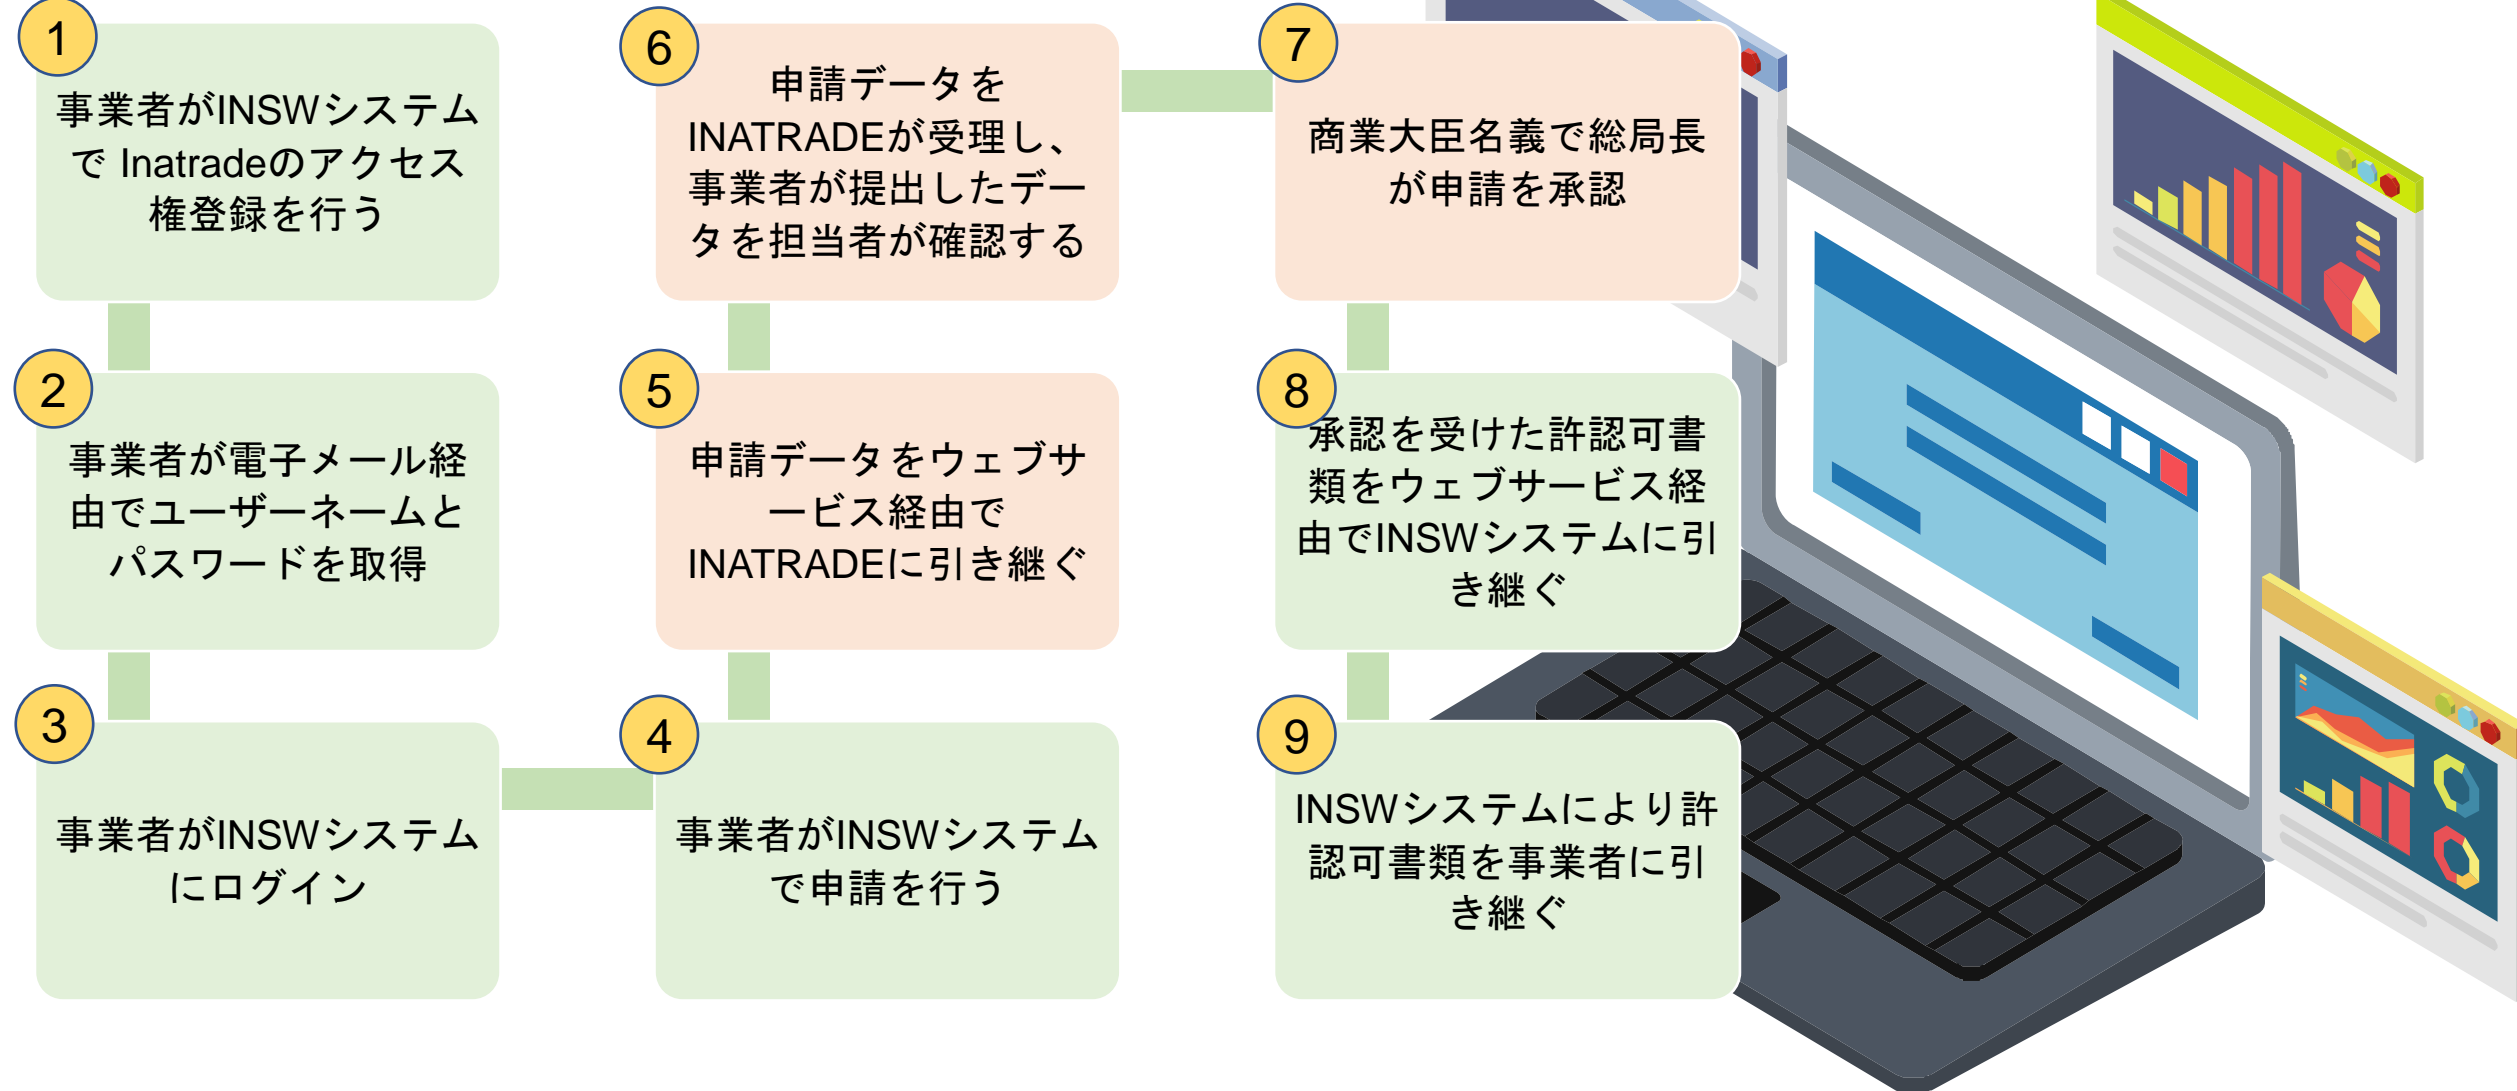 1
事業者がINSWシステム
で Inatradeのアクセス
権登録を行う
2
事業者が電子メール経
由でユーザーネームと
パスワードを取得
3
事業者がINSWシステム
にログイン
4
事業者がINSWシステム
で申請を行う
5
申請データをウェブサ
ービス経由で
INATRADEに引き継ぐ
6
申請データを
INATRADEが受理し、
事業者が提出したデー
タを担当者が確認する
7
商業大臣名義で総局長
が申請を承認
8
承認を受けた許認可書
類をウェブサービス経
由でINSWシステムに引
き継ぐ
9
INSWシステムにより許
認可書類を事業者に引
き継ぐ